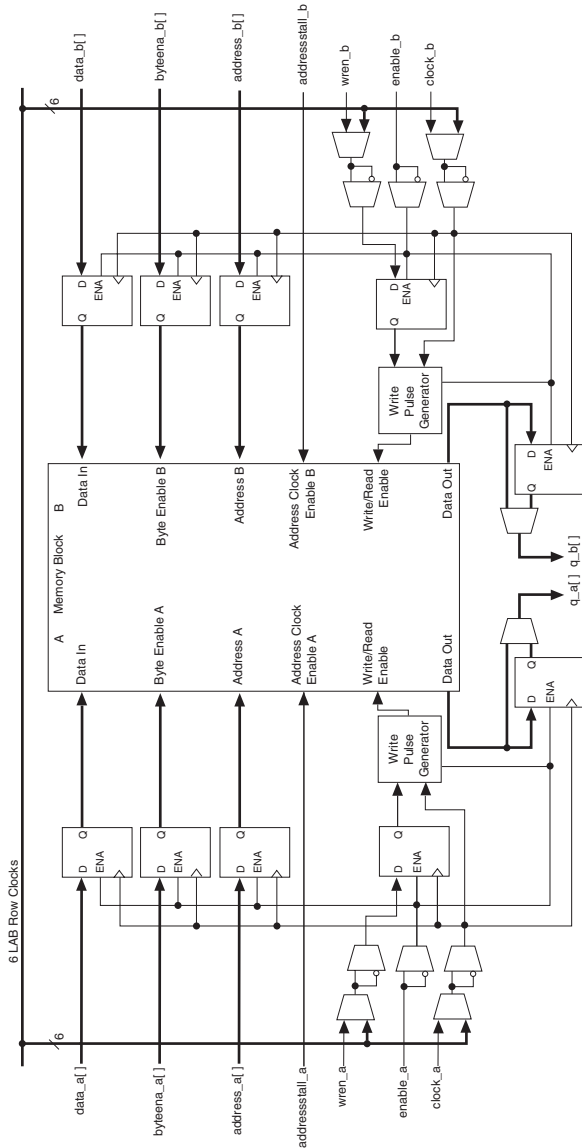 6 LAB Row Clocks
6
6
data_a[ ]
byteena_a[ ]
address_a[ ]
addressstall_a
wren_a
enable_a
clock_a
D
Q
ENA
D
Q
ENA
D
Q
ENA
D
Q
ENA
Write
Pulse
Generator
A
Memory Block
B
Data In
Data In
Byte Enable A
Byte Enable B
Address A
Address B
Address Clock
Enable A
Address Clock
Enable B
Write/Read
Enable
Write/Read
Enable
Data Out
Data Out
Write
Pulse
Generator
Q
D
ENA
Q
D
ENA
Q
D
ENA
Q
D
ENA
data_b[ ]
byteena_b[ ]
address_b[ ]
addressstall_b
wren_b
enable_b
clock_b
D
Q
ENA
Q
D
ENA
q_a[ ]
q_b[ ]